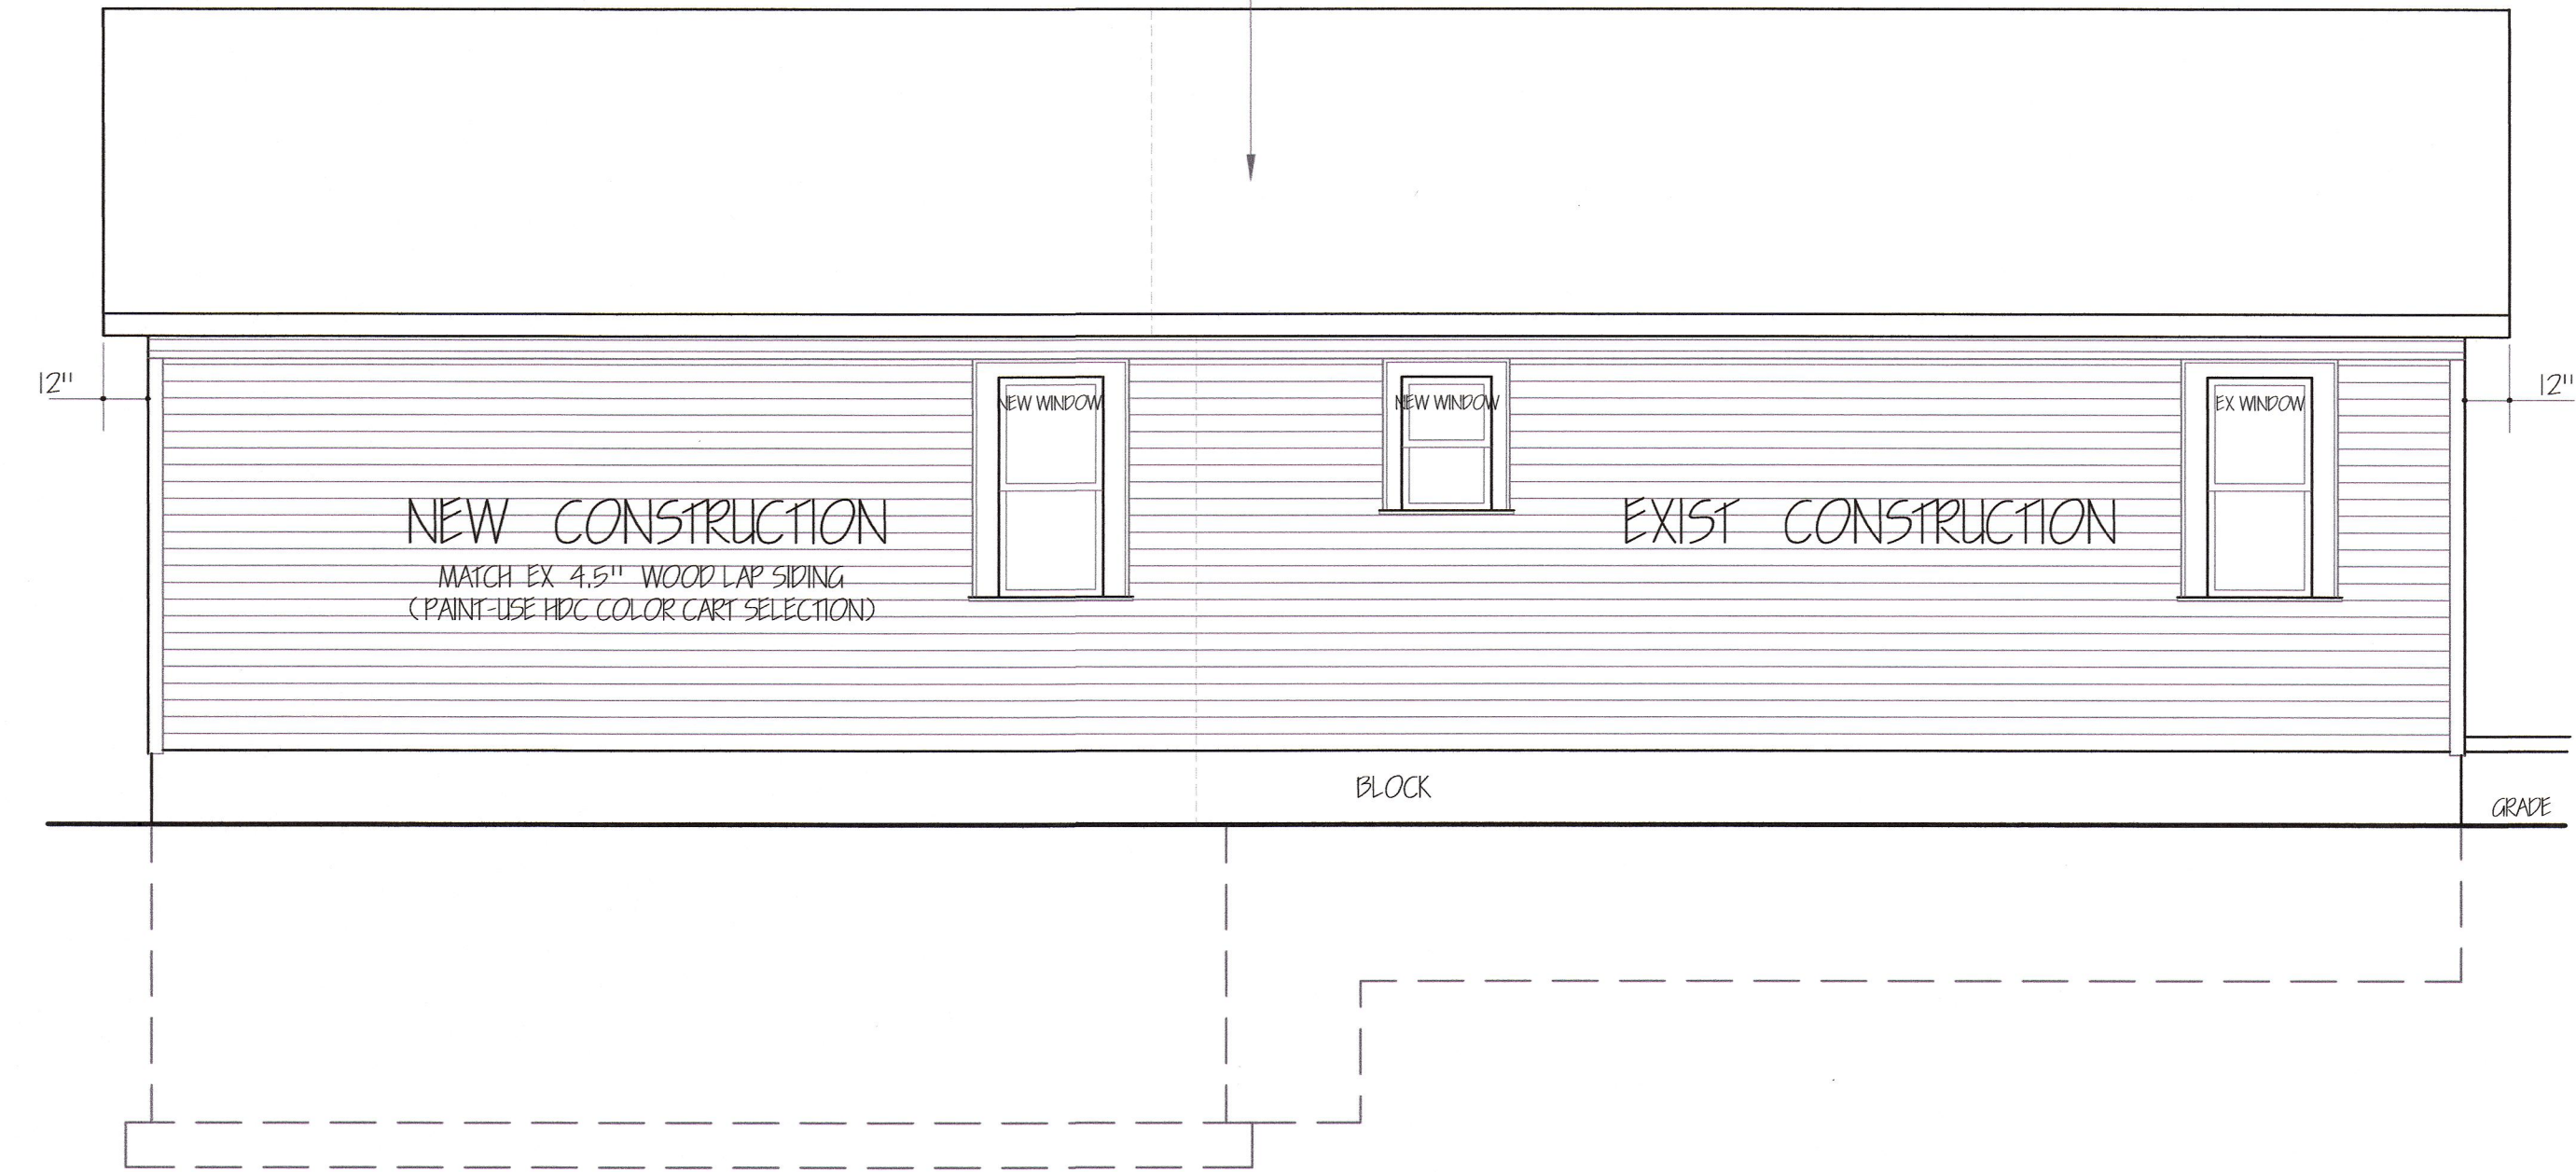 12"
12"
NEW WINDOW
NEW WINDOW
EX WINDOW
NEW CONSTRUCTION
EXIST CONSTRUCTION
MATCH EX 4.5" WOOD LAP SIDING
(PAINT-USE HDC COLOR CART SELECTION)
BLOCK
GRADE